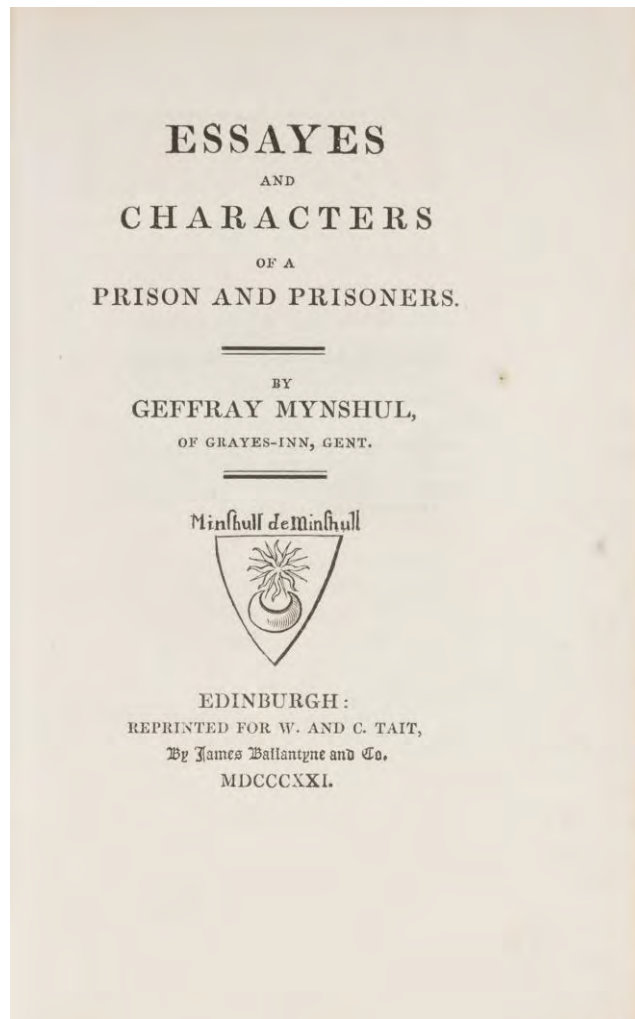 ESSAYES
AND
CHARACTERS
OF A
PRISON AND PRISONERS.
BY
GEFFRAY MYNSHUL,
OF GRAYES-INN, GENT.
Minſhull de Minſhull
EDINBURGH:
REPRINTED FOR W. AND C. TAIT,
By James Ballantyne and Co.
MDCCCXXI.